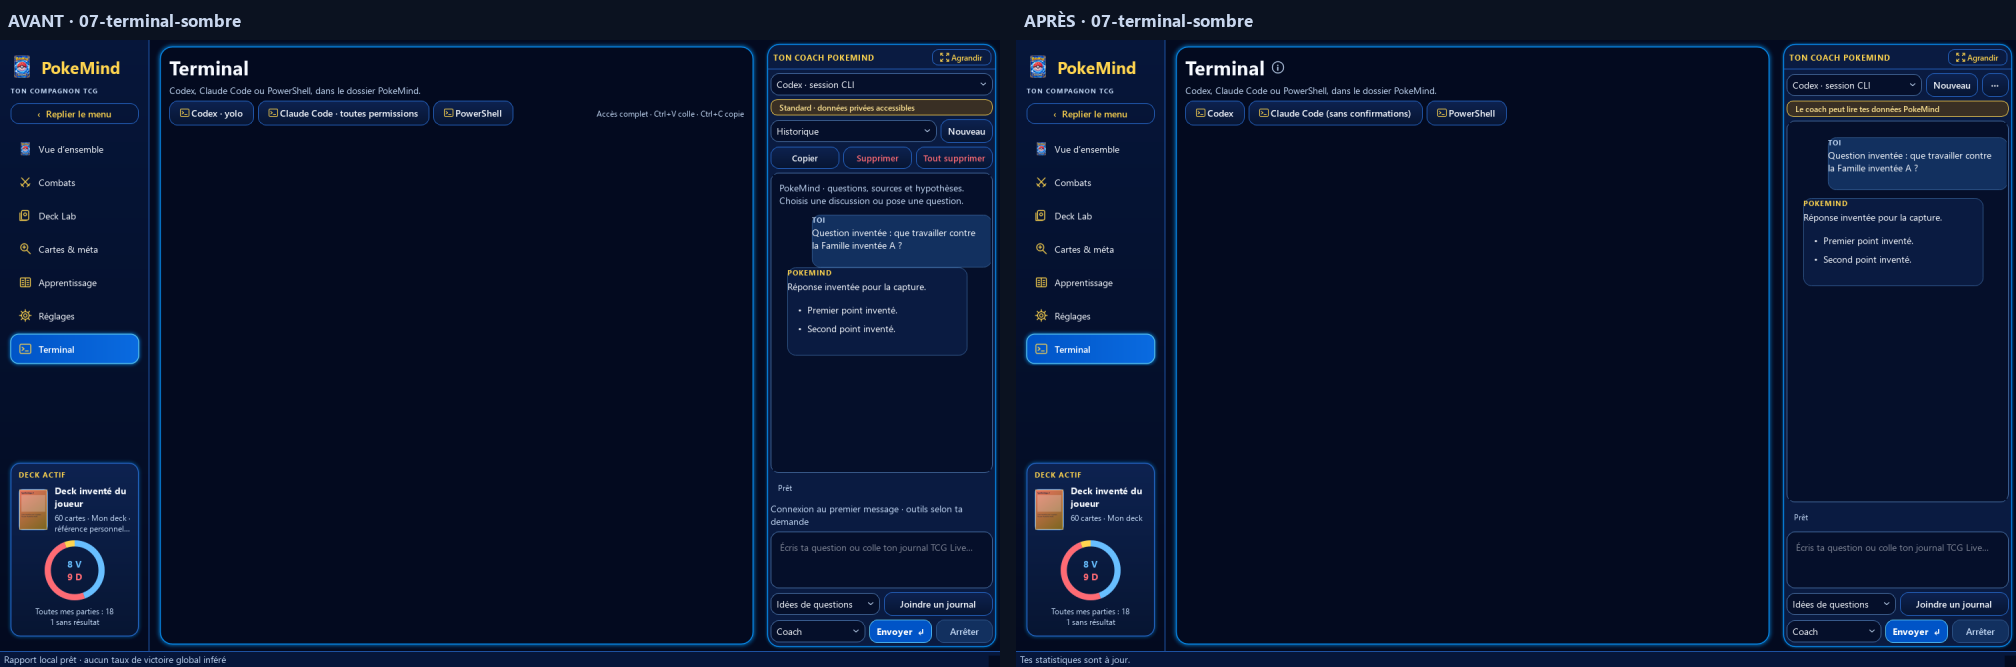 AVANT · 07-terminal-sombre
PokeMind
TON COMPAGNON TCG
‹ Replier le menu
Vue d'ensemble
Combats
Deck Lab
Cartes & méta
Apprentissage
Réglages
Terminal
DECK ACTIF
Deck inventé du
joueur
60 cartes · Mon deck ·
référence personnel...
8 V
9 D
Toutes mes parties : 18
1 sans résultat
Terminal
Codex, Claude Code ou PowerShell, dans le dossier PokeMind.
Codex · yolo
Claude Code · toutes permissions
PowerShell
Accès complet · Ctrl+V colle · Ctrl+C copie
TON COACH POKEMIND
Agrandir
Codex · session CLI
Standard · données privées accessibles
Historique
Nouveau
Copier
Supprimer
Tout supprimer
PokeMind · questions, sources et hypothèses.
Choisis une discussion ou pose une question.
TOI
Question inventée : que travailler contre
la Famille inventée A ?
POKEMIND
Réponse inventée pour la capture.
• Premier point inventé.
• Second point inventé.
Prêt
Connexion au premier message · outils selon ta
demande
Écris ta question ou colle ton journal TCG Live...
Idées de questions
Joindre un journal
Coach
Envoyer ↲
Arrêter
Rapport local prêt · aucun taux de victoire global inféré
APRÈS · 07-terminal-sombre
PokeMind
TON COMPAGNON TCG
‹ Replier le menu
Vue d'ensemble
Combats
Deck Lab
Cartes & méta
Apprentissage
Réglages
Terminal
DECK ACTIF
Deck inventé du
joueur
60 cartes · Mon deck
8 V
9 D
Toutes mes parties : 18
1 sans résultat
Terminal
Codex, Claude Code ou PowerShell, dans le dossier PokeMind.
Codex
Claude Code (sans confirmations)
PowerShell
TON COACH POKEMIND
Agrandir
Codex · session CLI
Nouveau
···
Le coach peut lire tes données PokeMind
TOI
Question inventée : que travailler contre
la Famille inventée A ?
POKEMIND
Réponse inventée pour la capture.
• Premier point inventé.
• Second point inventé.
Prêt
Écris ta question ou colle ton journal TCG Live...
Idées de questions
Joindre un journal
Coach
Envoyer ↲
Arrêter
Tes statistiques sont à jour.